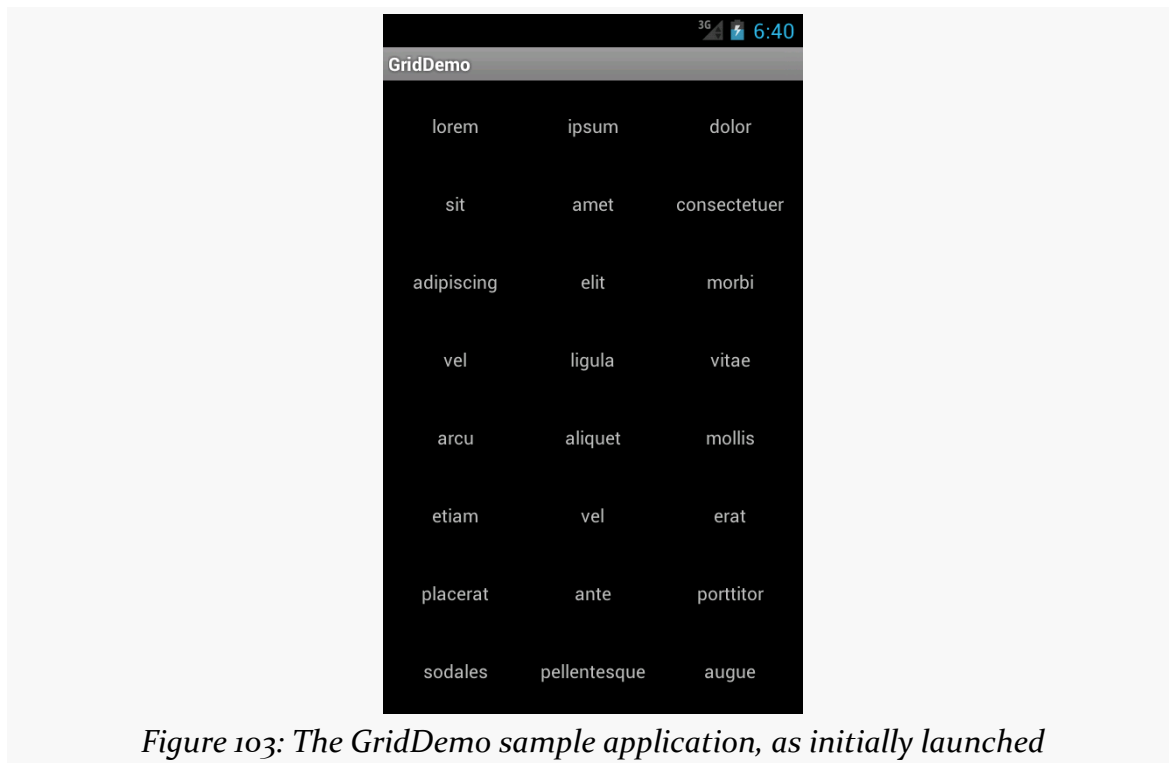 3G 6:40
GridDemo
lorem ipsum dolor
sit amet consectetuer
adipiscing elit morbi
vel ligula vitae
arcu aliquet mollis
etiam vel erat
placerat ante porttitor
sodales pellentesque augue
Figure 103: The GridDemo sample application, as initially launched